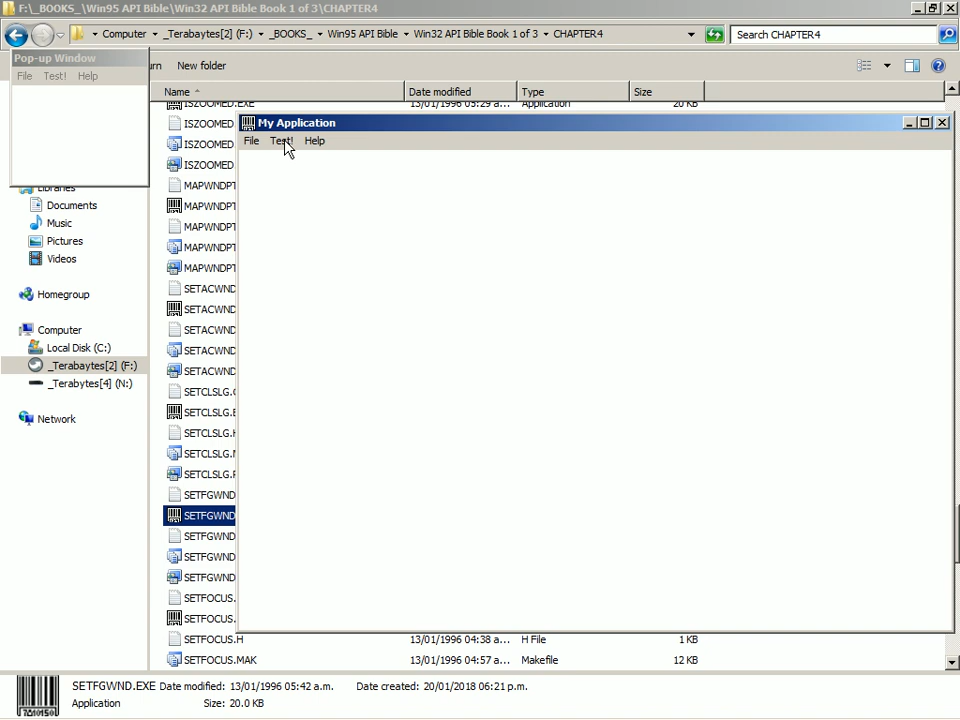 F:\_BOOKS_\Win95 API Bible\Win32 API Bible Book 1 of 3\CHAPTER4
Computer _Terabaytes[2] (F:) _BOOKS_ Win95 API Bible Win32 API Bible Book 1 of 3 CHAPTER4 Search CHAPTER4
Pop-up Window
File Test! Help
New folder
Name Date modified Type Size
ISZOOMED.EXE 13/01/1996 05:29 a... Application 20 KB
My Application
File Test! Help
ISZOOMED
ISZOOMED
ISZOOMED
MAPWNDPT
MAPWNDPT
MAPWNDPT
MAPWNDPT
MAPWNDPT
SETACWND
SETACWND
SETACWND
SETACWND
SETACWND
SETCLSLG.
SETCLSLG.
SETCLSLG.
SETCLSLG.
SETCLSLG.
SETFGWND
SETFGWND
SETFGWND
SETFGWND
SETFGWND
SETFOCUS.
SETFOCUS.
SETFOCUS.H 13/01/1996 04:38 a... H File 1 KB
SETFOCUS.MAK 13/01/1996 04:57 a... Makefile 12 KB
Libraries
Documents
Music
Pictures
Videos
Homegroup
Computer
Local Disk (C:)
_Terabaytes[2] (F:)
_Terabytes[4] (N:)
Network
SETFGWND.EXE Date modified: 13/01/1996 05:42 a.m. Date created: 20/01/2018 06:21 p.m.
Application Size: 20.0 KB